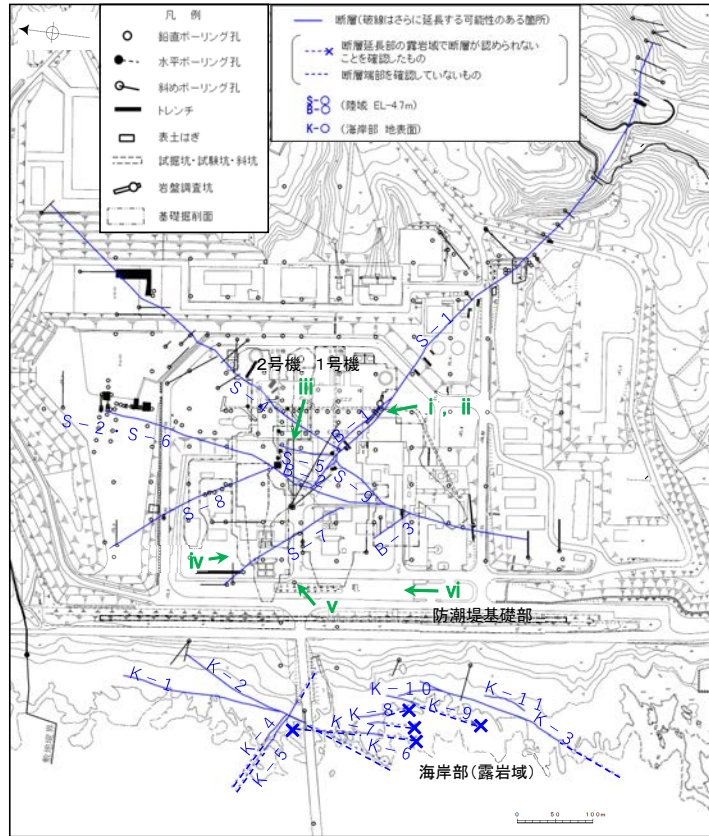 凡 例
鉛直ボーリング孔
水平ボーリング孔
斜めボーリング孔
トレンチ
表土はぎ
試掘坑・試験坑・斜坑
岩盤調査坑
基礎掘削面
断層(破線はさらに延長する可能性のある箇所)
断層延長部の露岩域で断層が認められない
ことを確認したもの
断層端部を確認していないもの
S-○
B-○
(陸域 EL-4.7m)
K-○ (海岸部 地表面)
S-1
2号機 1号機
iii
S-4
B-1
i , ii
S-2・S-6
S-5
B-2
S-9
S-8
S-7
B-3
iv
v
vi
防潮堤基礎部
K-1
K-2
K-10
K-11
K-8
K-9
K-7
K-3
K-4
K-5
K-6
海岸部(露岩域)
0 50 100m